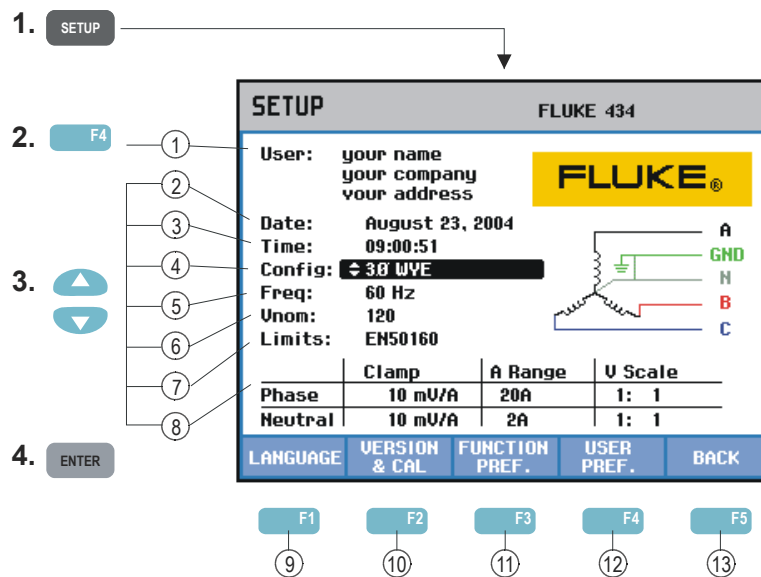 1. SETUP
SETUP FLUKE 434
2. F4
1 User: your name
your company
your address
FLUKE®
2 Date: August 23, 2004
3 Time: 09:00:51
3.
4 Config: 3Ø WYE
5 Freq: 60 Hz
6 Vnom: 120
7 Limits: EN50160
A
GND
N
B
C
Clamp A Range V Scale
8 Phase 10 mV/A 20A 1: 1
Neutral 10 mV/A 2A 1: 1
4. ENTER
LANGUAGE VERSION & CAL FUNCTION PREF. USER PREF. BACK
F1 F2 F3 F4 F5
9 10 11 12 13